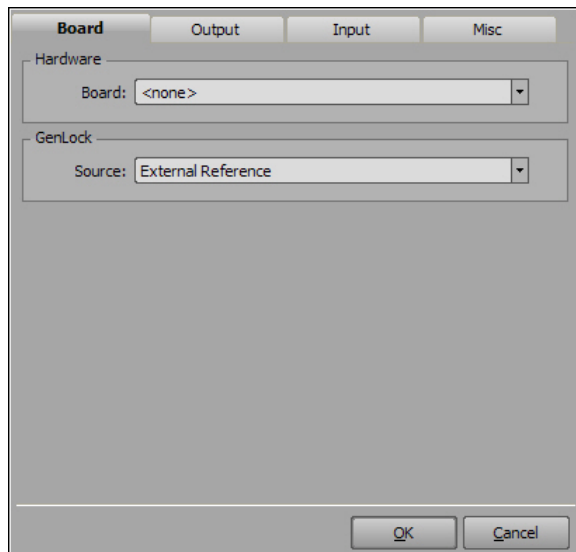 Board Output Input Misc
Hardware
Board: <none>
GenLock
Source: External Reference
OK Cancel